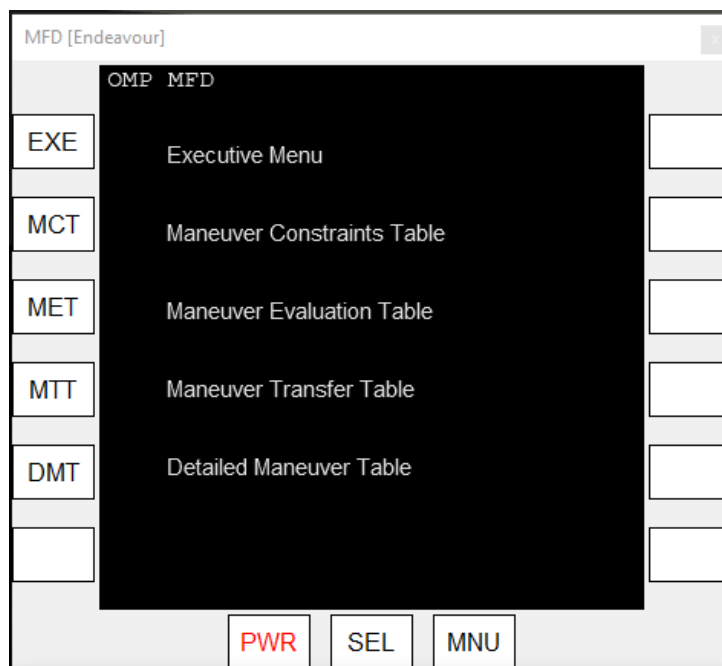 MFD [Endeavour]
x
OMP MFD
EXE
Executive Menu
MCT
Maneuver Constraints Table
MET
Maneuver Evaluation Table
MTT
Maneuver Transfer Table
DMT
Detailed Maneuver Table
PWR SEL MNU